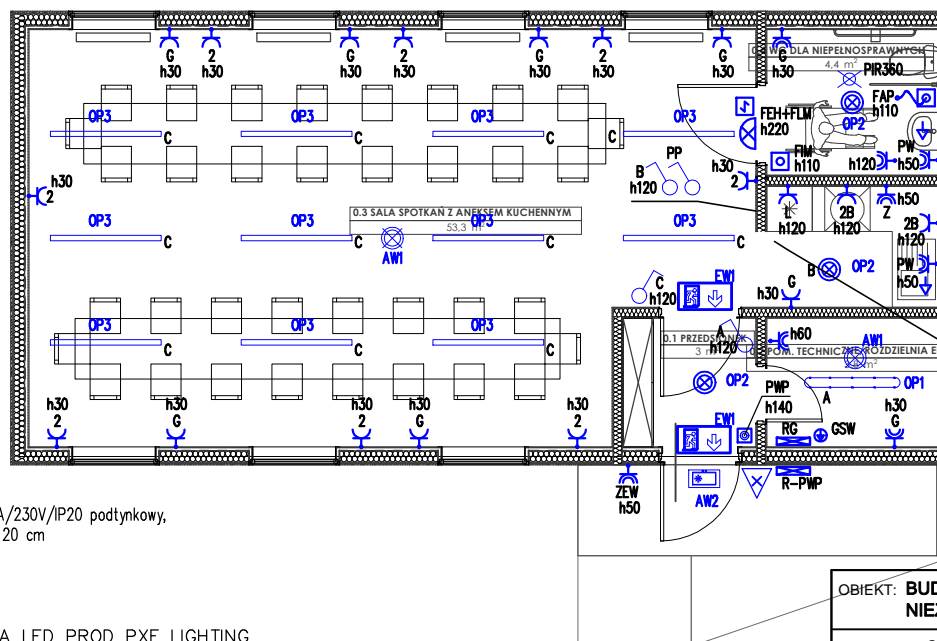 G
h30
2
h30
G
h30
2
h30
G
h30
2
h30
G
h30
G
h30
DLA NIEPEŁNOSPRAWNYCH
4,4 m²
PIR360
FAP
h110
OP2
FEH+FLM
h220
FIM
h110
PW
h120
h50
OP3
C
OP3
C
OP3
C
OP3
C
PP
B
h120
h30
2
h30
2
L
h120
2B
h120
Z
h50
2B
h120
PW
h50
0.3 SALA SPOTKAŃ Z ANEKSEM KUCHENNYM
53,3 m²
OP3
C
OP3
C
OP3
C
OP3
C
AW1
B
OP2
G
h30
C
h120
EW1
OP3
C
OP3
C
OP3
C
A
h120
h60
0.1 PRZEDSIONEK
3 m
POM. TECHNICZNE/ROZDZIELNIA E
m²
AW1
OP2
PWP
h140
A
OP1
h30
2
h30
G
h30
2
h30
G
h30
2
EW1
RG
GSW
h30
G
ZEW
h50
AW2
R-PWP
A/230V/IP20 podtynkowy,
20 cm
OBIEKT: BUD
NIEZ
A LED PROD. PXF LIGHTING